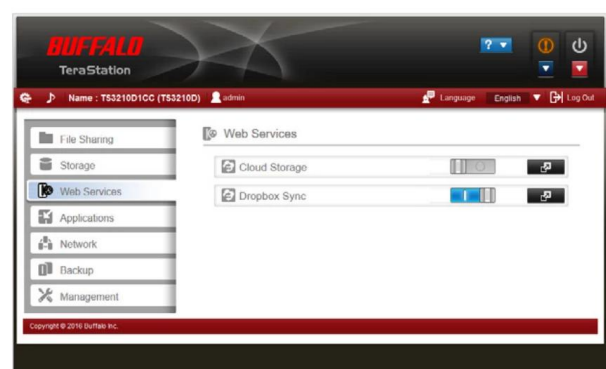 BUFFALO
TeraStation
?
Name : TS3210D1CC (TS3210D) admin Language English Log Out
File Sharing
Storage
Web Services
Applications
Network
Backup
Management
Web Services
Cloud Storage
Dropbox Sync
Copyright © 2016 Buffalo Inc.